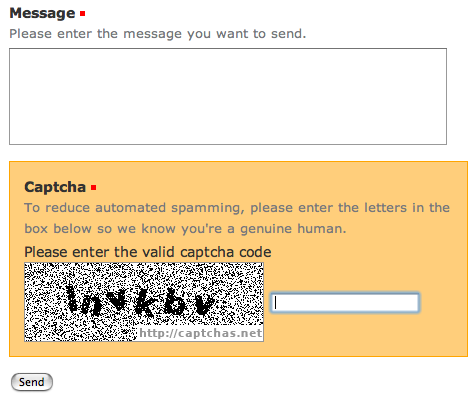 Message
Please enter the message you want to send.
Captcha
To reduce automated spamming, please enter the letters in the
box below so we know you're a genuine human.
Please enter the valid captcha code
http://captchas.net
Send